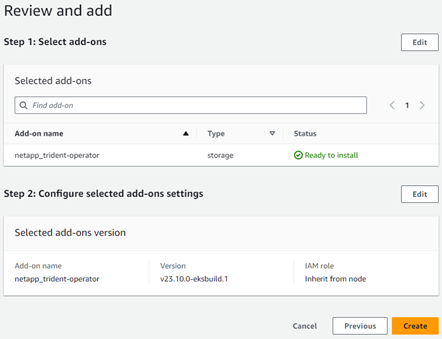 Review and add
Step 1: Select add-ons
Edit
Selected add-ons
Find add-on
1
Add-on name Type Status
netapp_trident-operator storage Ready to install
Step 2: Configure selected add-ons settings
Edit
Selected add-ons version
Add-on name Version IAM role
netapp_trident-operator v23.10.0-eksbuild.1 Inherit from node
Cancel Previous Create